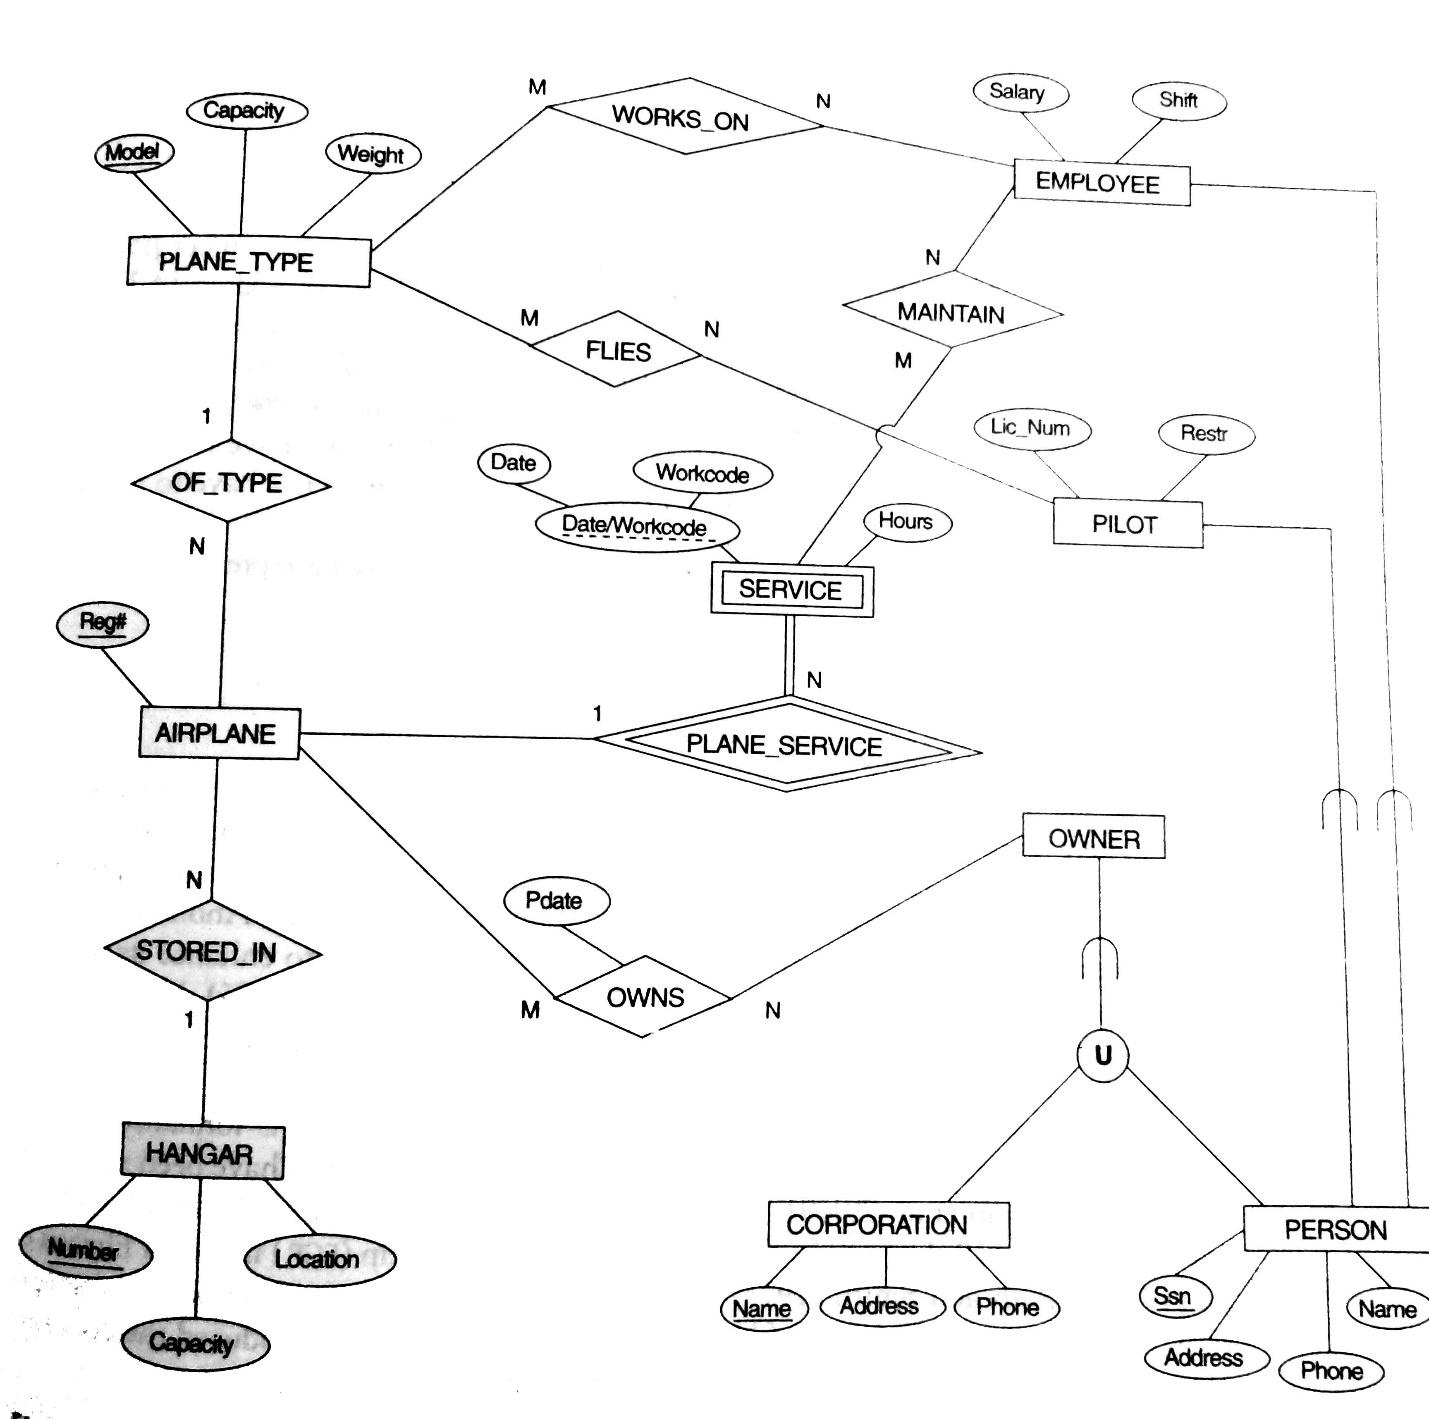 M
WORKS_ON
N
Salary
Shift
Capacity
Model
Weight
EMPLOYEE
PLANE_TYPE
N
MAINTAIN
M
M
FLIES
N
1
OF_TYPE
N
Date
Workcode
Date/Workcode
Hours
Lic_Num
Restr
PILOT
SERVICE
Reg#
N
AIRPLANE
1
PLANE_SERVICE
OWNER
N
STORED_IN
1
Pdate
M
OWNS
N
U
HANGAR
Number
Location
Capacity
CORPORATION
Name
Address
Phone
PERSON
Ssn
Name
Address
Phone